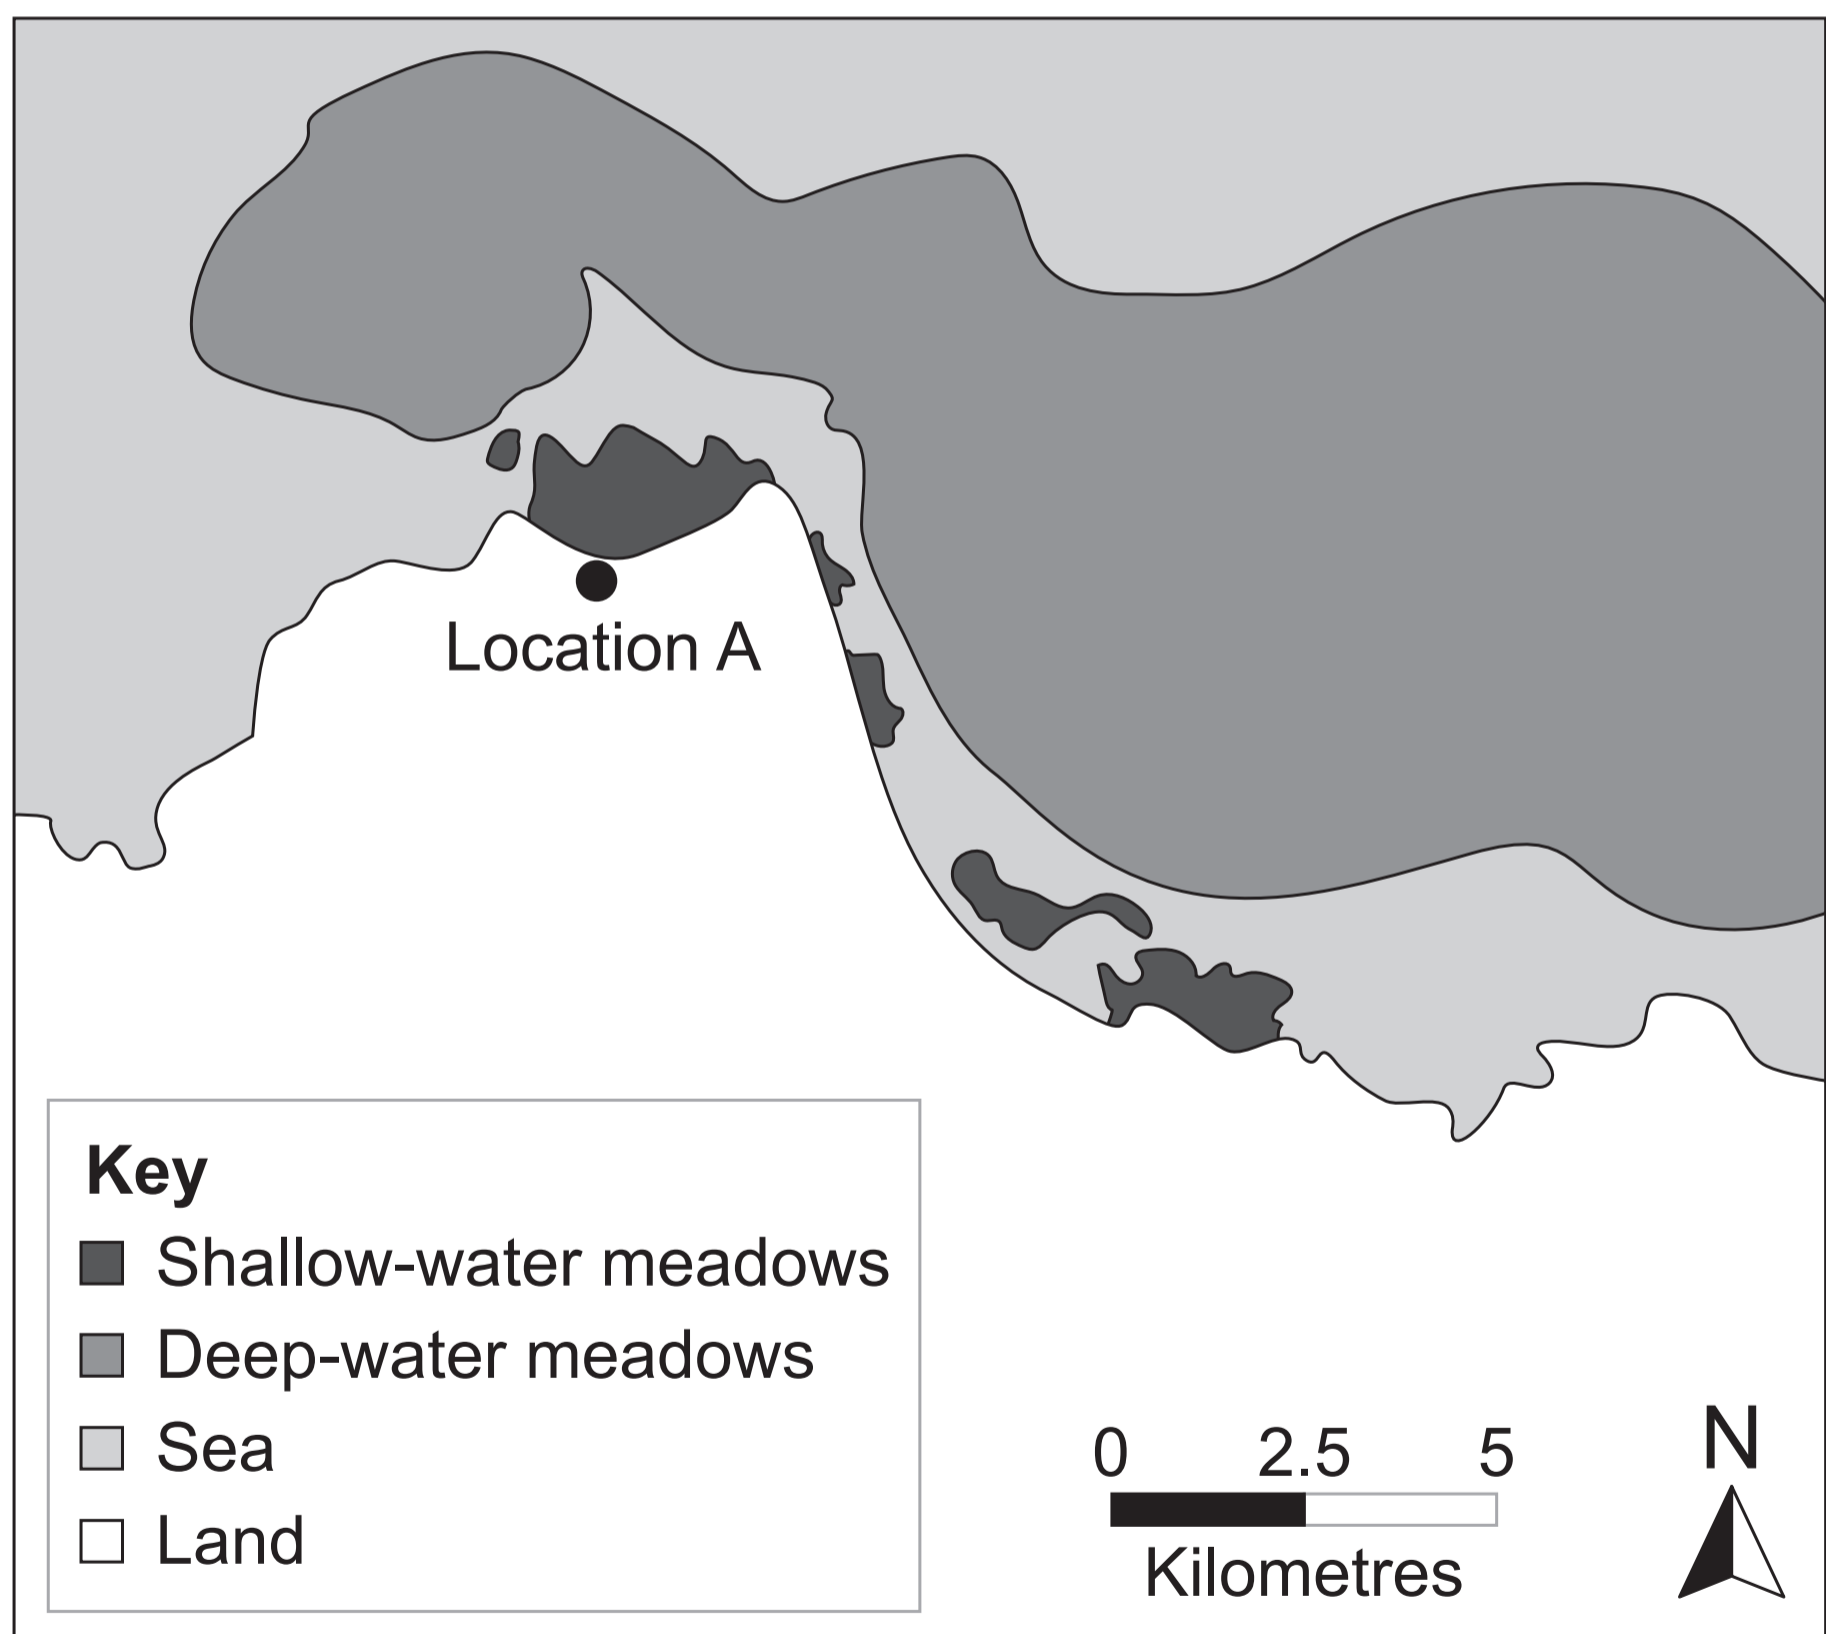 Location A
Key
Shallow-water meadows
Deep-water meadows
Sea
Land
0 2.5 5
Kilometres
N